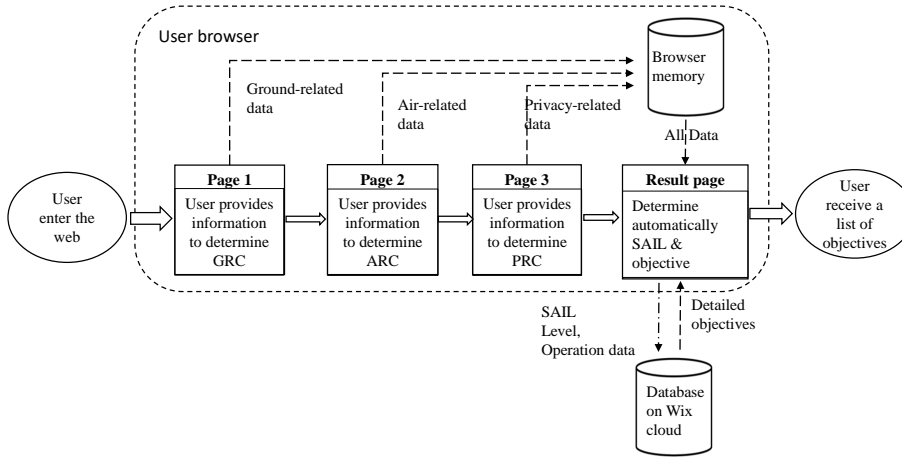 User browser
Browser
memory
Ground-related
data
Air-related
data
Privacy-related
data
All Data
User
enter the
web
Page 1
User provides
information
to determine
GRC
Page 2
User provides
information
to determine
ARC
Page 3
User provides
information
to determine
PRC
Result page
Determine
automatically
SAIL &
objective
User
receive a
list of
objectives
SAIL
Level,
Operation data
Detailed
objectives
Database
on Wix
cloud